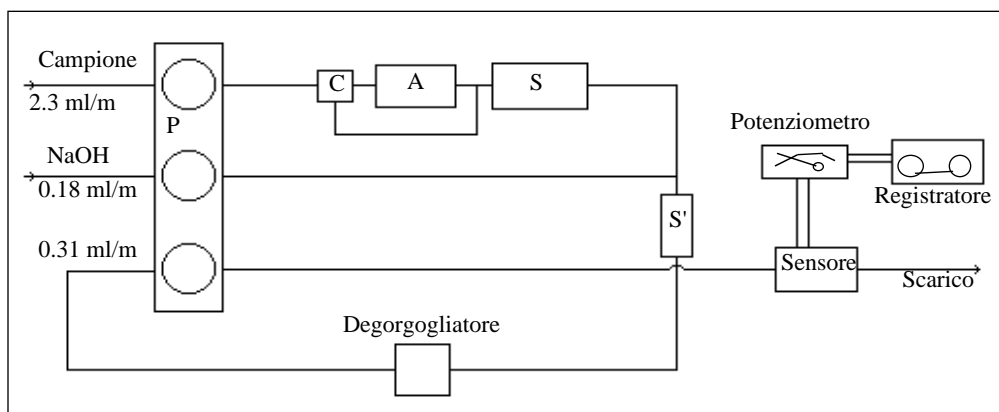 Campione
2.3 ml/m
P
C
A
S
NaOH
0.18 ml/m
S'
0.31 ml/m
Potenziometro
Registratore
Sensore
Scarico
Degorgogliatore